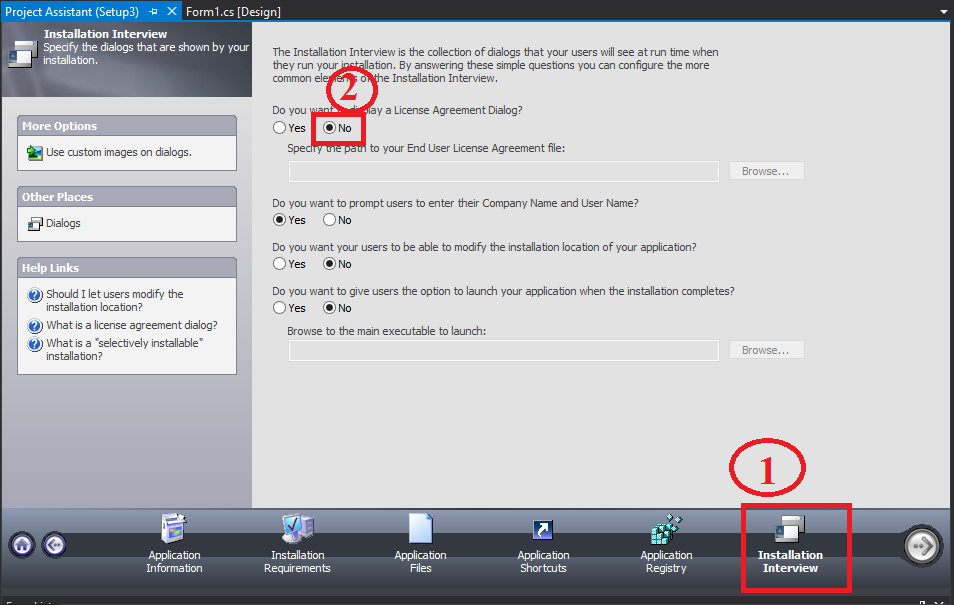 Project Assistant (Setup3)
Form1.cs [Design]
Installation Interview
Specify the dialogs that are shown by your
installation.
More Options
Use custom images on dialogs.
Other Places
Dialogs
Help Links
Should I let users modify the
installation location?
What is a license agreement dialog?
What is a "selectively installable"
installation?
The Installation Interview is the collection of dialogs that your users will see at run time when
they run your installation. By answering these simple questions you can configure the more
common of the Installation Interview.
2
Do you want display a License Agreement Dialog?
Yes No
Specify the path to your End User License Agreement file:
Browse...
Do you want to prompt users to enter their Company Name and User Name?
Yes No
Do you want your users to be able to modify the installation location of your application?
Yes No
Do you want to give users the option to launch your application when the installation completes?
Yes No
Browse to the main executable to launch:
Browse...
1
Application
Information
Installation
Requirements
Application
Files
Application
Shortcuts
Application
Registry
Installation
Interview